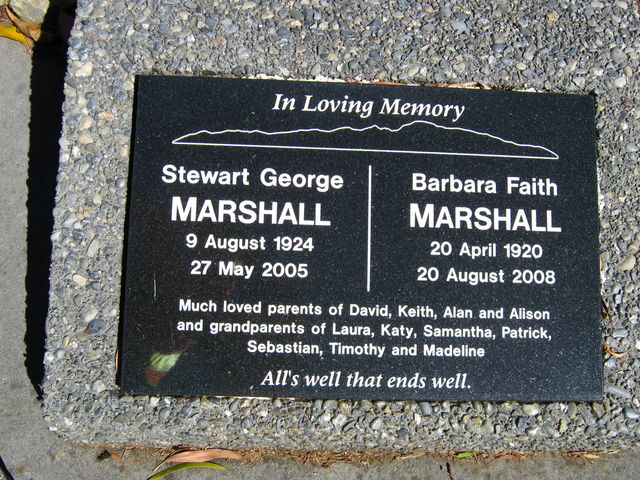 In Loving Memory
Stewart George
MARSHALL
9 August 1924
27 May 2005
Barbara Faith
MARSHALL
20 April 1920
20 August 2008
Much loved parents of David, Keith, Alan and Alison
and grandparents of Laura, Katy, Samantha, Patrick,
Sebastian, Timothy and Madeline
All's well that ends well.